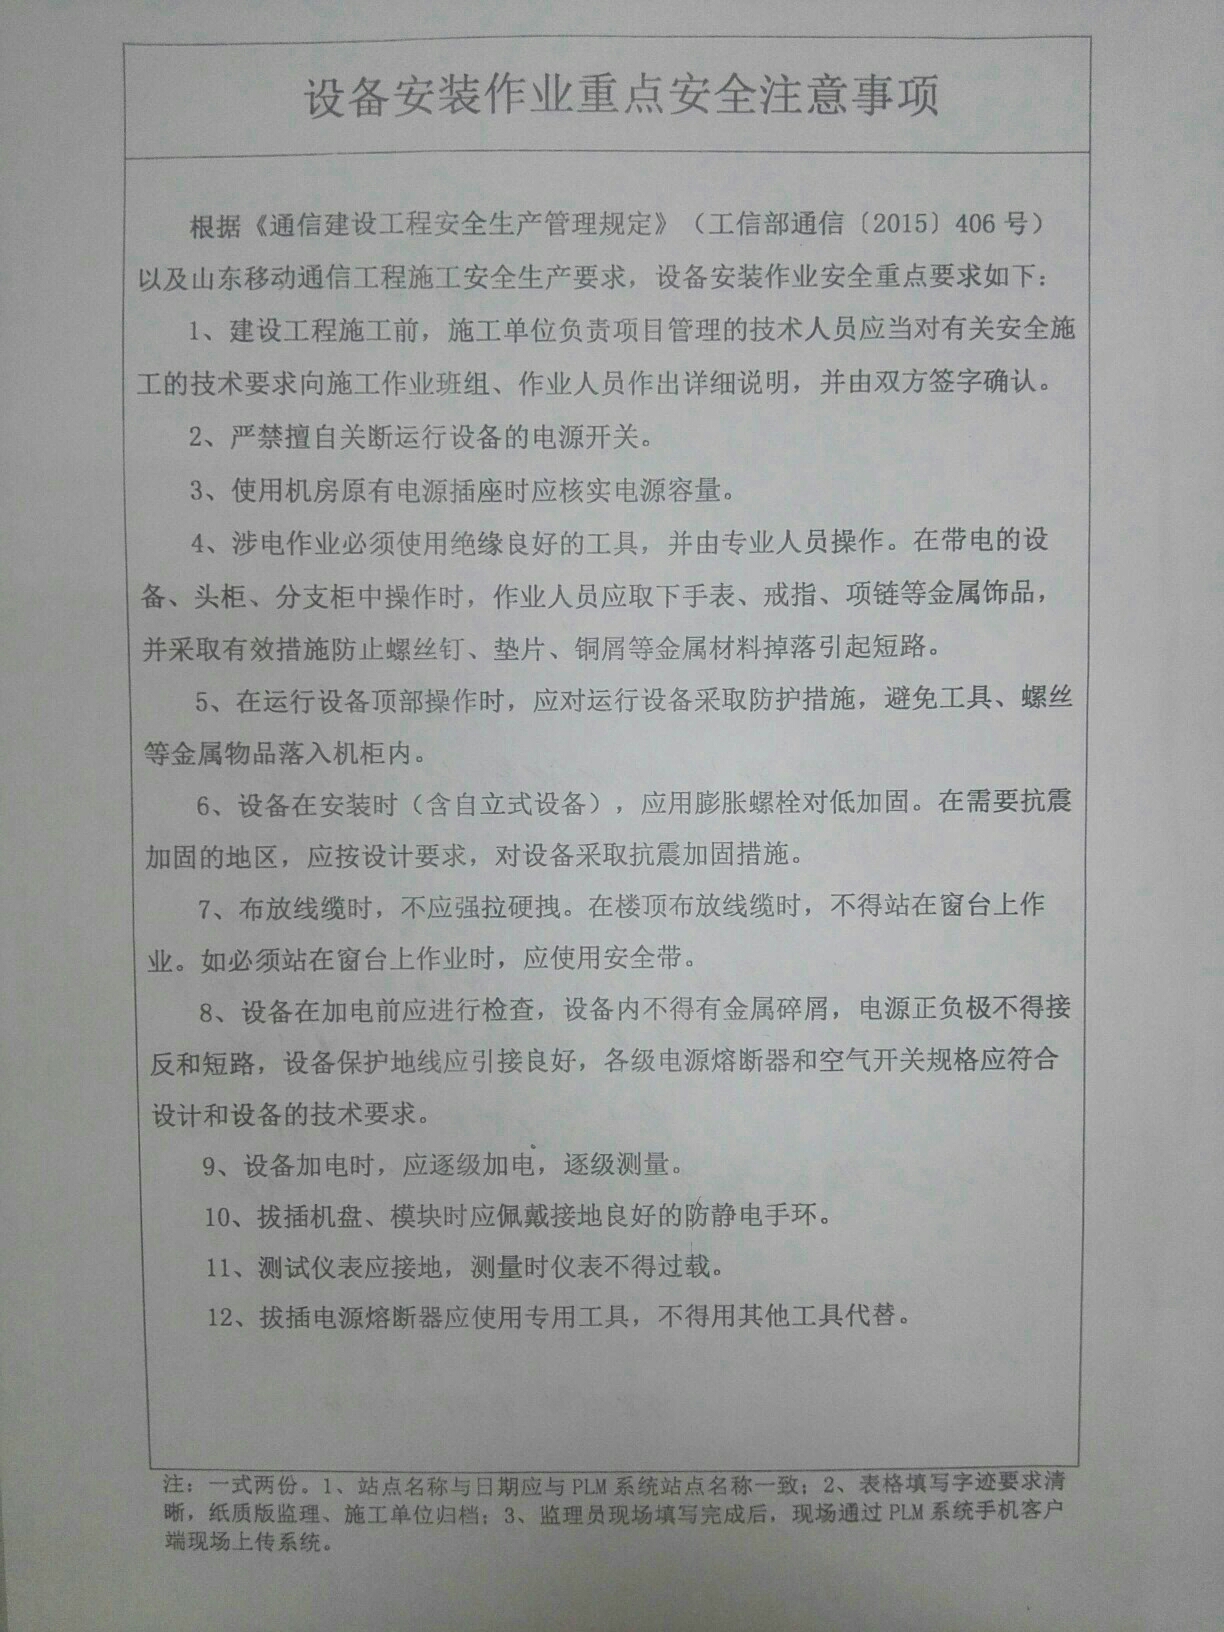 设备安装作业重点安全注意事项
根据《通信建设工程安全生产管理规定》（工信部通信〔2015〕406号）
以及山东移动通信工程施工安全生产要求，设备安装作业安全重点要求如下：
1、建设工程施工前，施工单位负责项目管理的技术人员应当对有关安全施
工的技术要求向施工作业班组、作业人员作出详细说明，并由双方签字确认。
2、严禁擅自关断运行设备的电源开关。
3、使用机房原有电源插座时应核实电源容量。
4、涉电作业必须使用绝缘良好的工具，并由专业人员操作。在带电的设
备、头柜、分支柜中操作时，作业人员应取下手表、戒指、项链等金属饰品，
并采取有效措施防止螺丝钉、垫片、铜屑等金属材料掉落引起短路。
5、在运行设备顶部操作时，应对运行设备采取防护措施，避免工具、螺丝
等金属物品落入机柜内。
6、设备在安装时（含自立式设备），应用膨胀螺栓对低加固。在需要抗震
加固的地区，应按设计要求，对设备采取抗震加固措施。
7、布放线缆时，不应强拉硬拽。在楼顶布放线缆时，不得站在窗台上作
业。如必须站在窗台上作业时，应使用安全带。
8、设备在加电前应进行检查，设备内不得有金属碎屑，电源正负极不得接
反和短路，设备保护地线应引接良好，各级电源熔断器和空气开关规格应符合
设计和设备的技术要求。
9、设备加电时，应逐级加电，逐级测量。
10、拔插机盘、模块时应佩戴接地良好的防静电手环。
11、测试仪表应接地，测量时仪表不得过载。
12、拔插电源熔断器应使用专用工具，不得用其他工具代替。
注：一式两份。1、站点名称与日期应与PLM系统站点名称一致；2、表格填写字迹要求清
晰，纸质版监理、施工单位归档；3、监理员现场填写完成后，现场通过PLM系统手机客户
端现场上传系统。